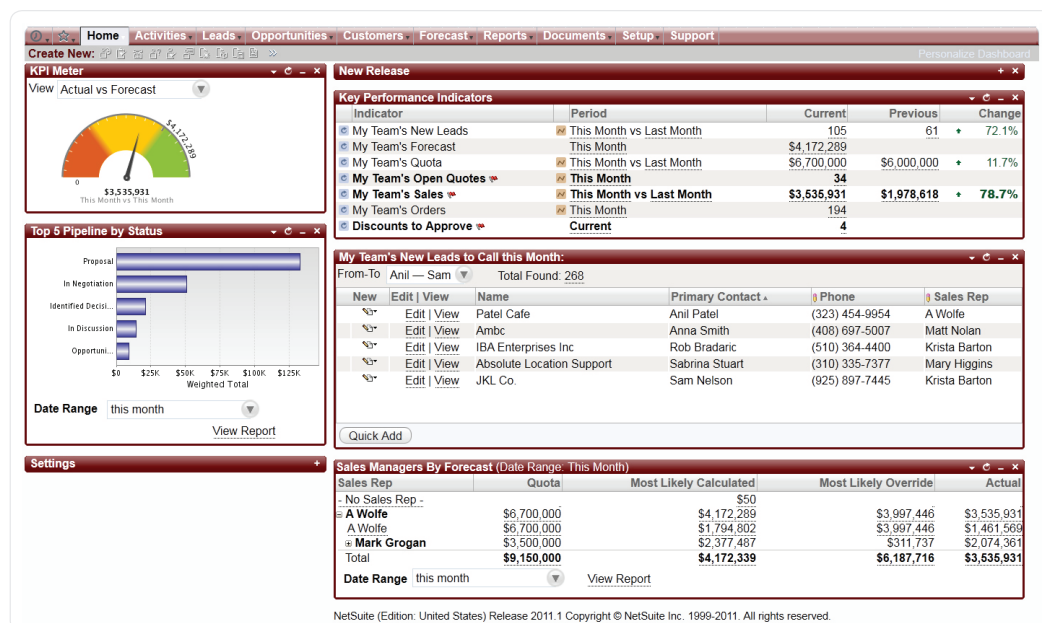 Home Activities Leads Opportunities Customers Forecast Reports Documents Setup Support
Create New:
Personalize Dashboard
KPI Meter
View Actual vs Forecast
$4,172,289
0
$3,535,931
This Month vs This Month
Top 5 Pipeline by Status
Proposal
In Negotiation
Identified Decisi...
In Discussion
Opportuni...
$0 $25K $50K $75K $100K $125K
Weighted Total
Date Range this month
View Report
Settings
New Release
Key Performance Indicators
Indicator Period Current Previous Change
My Team's New Leads This Month vs Last Month 105 61 72.1%
My Team's Forecast This Month $4,172,289
My Team's Quota This Month vs Last Month $6,700,000 $6,000,000 11.7%
My Team's Open Quotes This Month 34
My Team's Sales This Month vs Last Month $3,535,931 $1,978,618 78.7%
My Team's Orders This Month 194
Discounts to Approve Current 4
My Team's New Leads to Call this Month:
From-To Anil — Sam Total Found: 268
New Edit | View Name Primary Contact Phone Sales Rep
Edit | View Patel Cafe Anil Patel (323) 454-9954 A Wolfe
Edit | View Ambc Anna Smith (408) 697-5007 Matt Nolan
Edit | View IBA Enterprises Inc Rob Bradaric (510) 364-4400 Krista Barton
Edit | View Absolute Location Support Sabrina Stuart (310) 335-7377 Mary Higgins
Edit | View JKL Co. Sam Nelson (925) 897-7445 Krista Barton
Quick Add
Sales Managers By Forecast (Date Range: This Month)
Sales Rep Quota Most Likely Calculated Most Likely Override Actual
- No Sales Rep - $50
A Wolfe $6,700,000 $4,172,289 $3,997,446 $3,535,931
A Wolfe $6,700,000 $1,794,802 $3,997,446 $1,461,569
Mark Grogan $3,500,000 $2,377,487 $311,737 $2,074,361
Total $9,150,000 $4,172,339 $6,187,716 $3,535,931
Date Range this month View Report
NetSuite (Edition: United States) Release 2011.1 Copyright © NetSuite Inc. 1999-2011. All rights reserved.